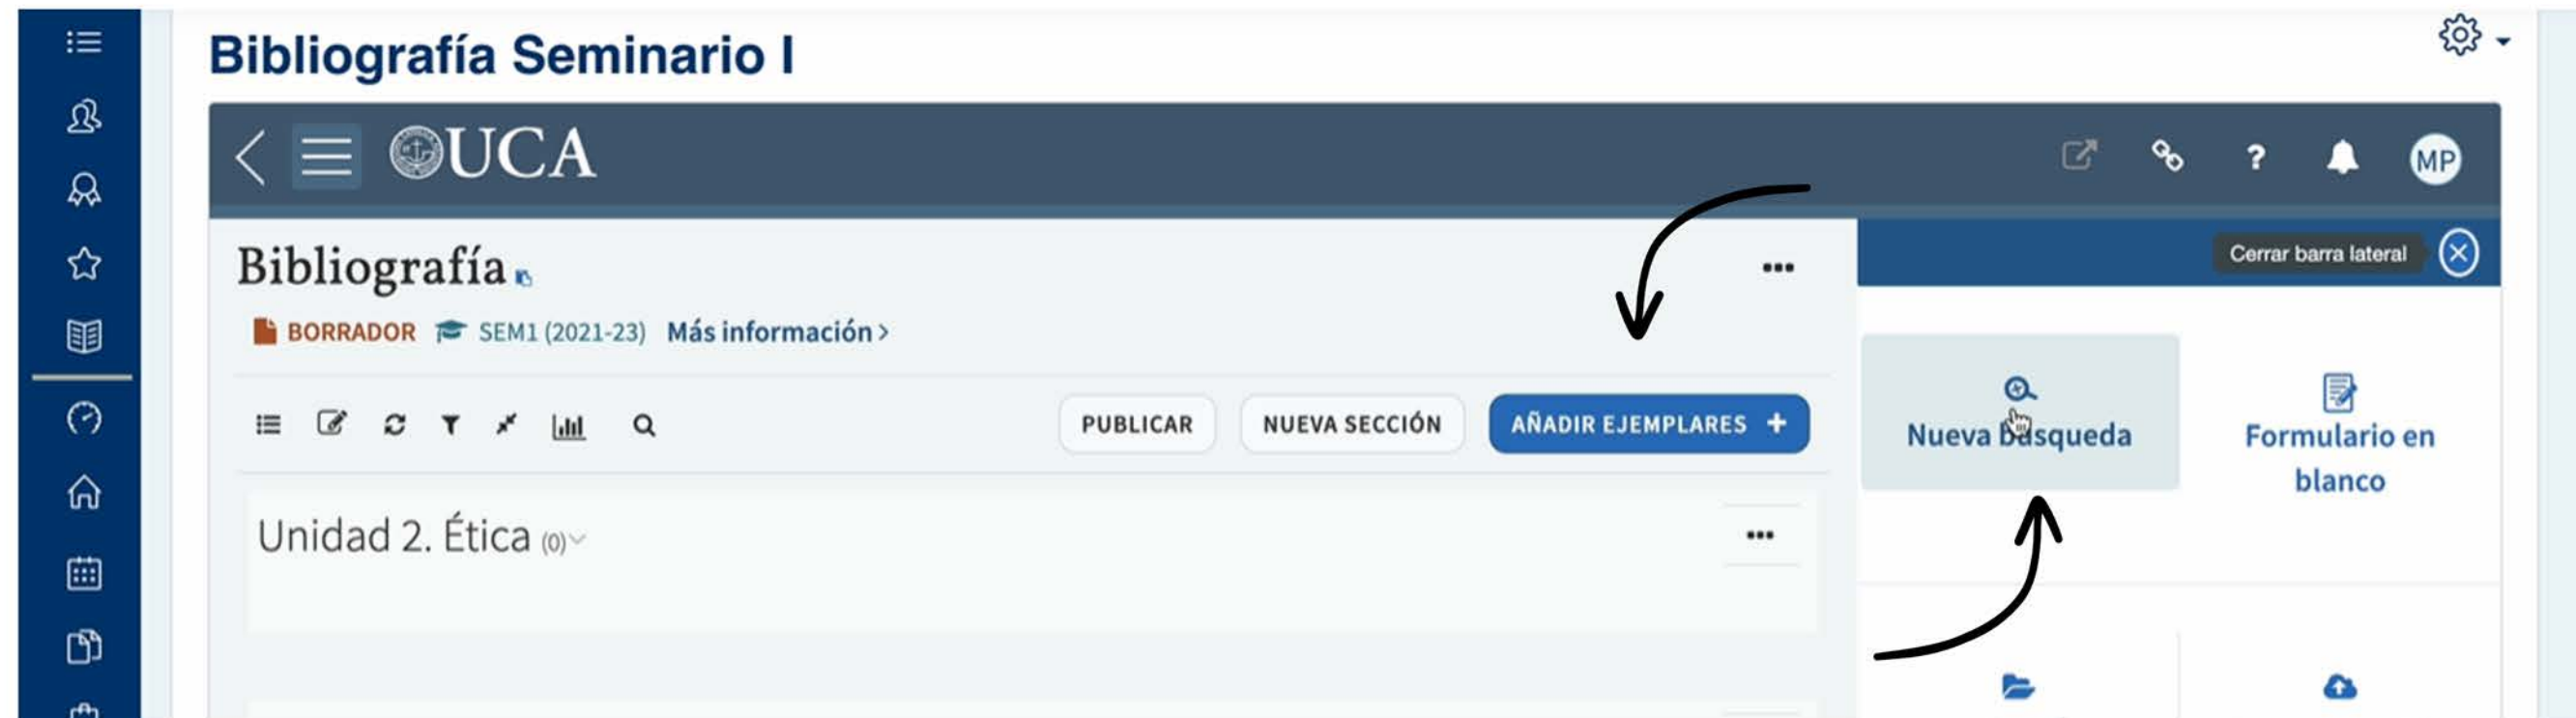 Bibliografía Seminario I
UCA
? MP
Cerrar barra lateral
Bibliografía
BORRADOR SEM1 (2021-23) Más información >
PUBLICAR NUEVA SECCIÓN AÑADIR EJEMPLARES +
Nueva búsqueda
Formulario en
blanco
Unidad 2. Ética (0)